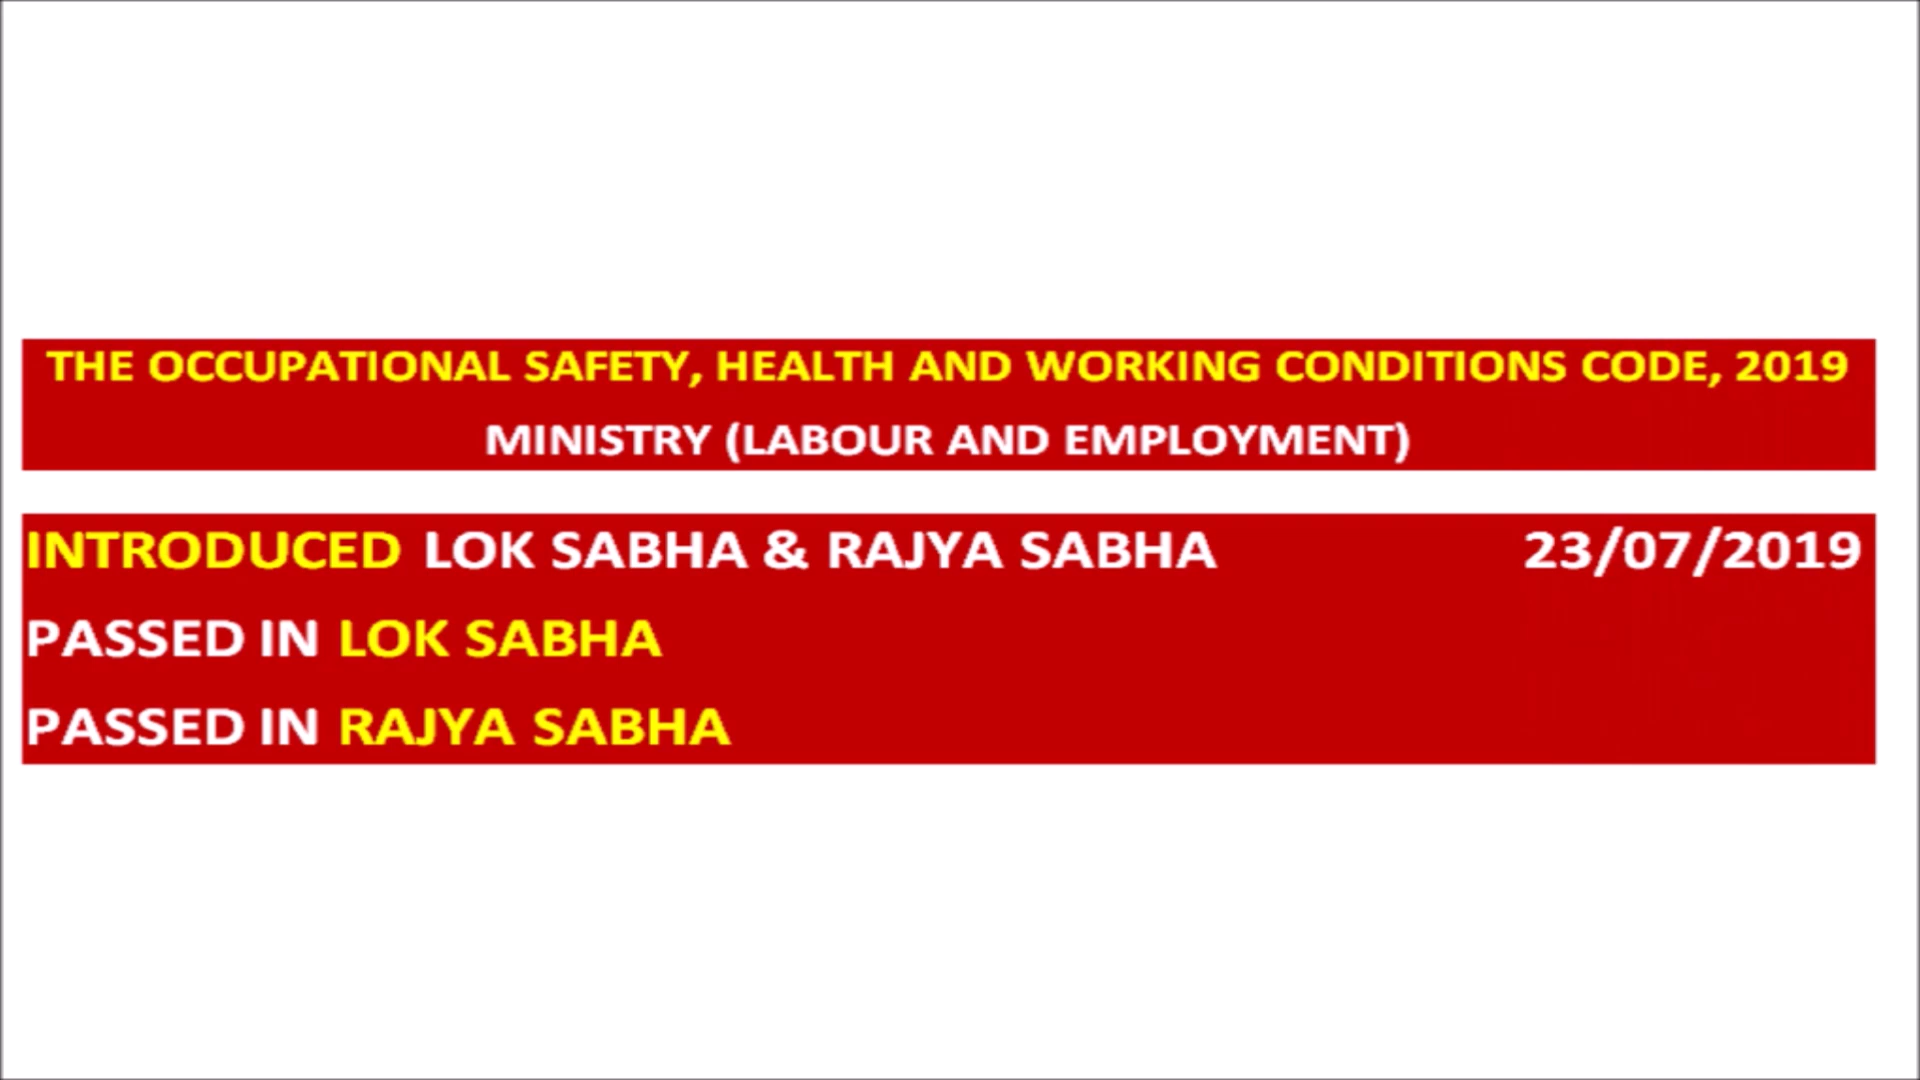 THE OCCUPATIONAL SAFETY, HEALTH AND WORKING CONDITIONS CODE, 2019
MINISTRY (LABOUR AND EMPLOYMENT)
INTRODUCED LOK SABHA & RAJYA SABHA 23/07/2019
PASSED IN LOK SABHA
PASSED IN RAJYA SABHA